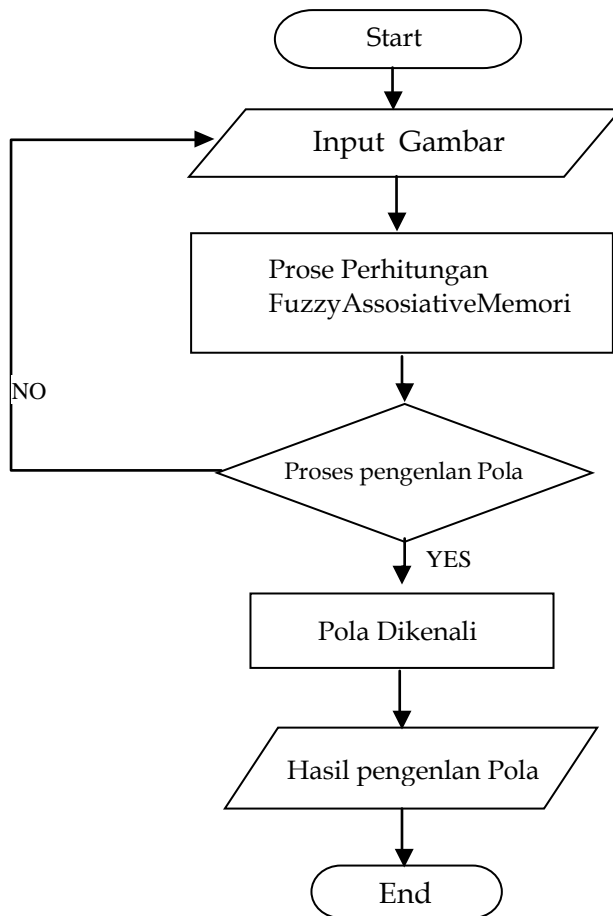 Start
Input Gambar
Prose Perhitungan
FuzzyAssosiativeMemori
NO
Proses pengenlan Pola
YES
Pola Dikenali
Hasil pengenlan Pola
End